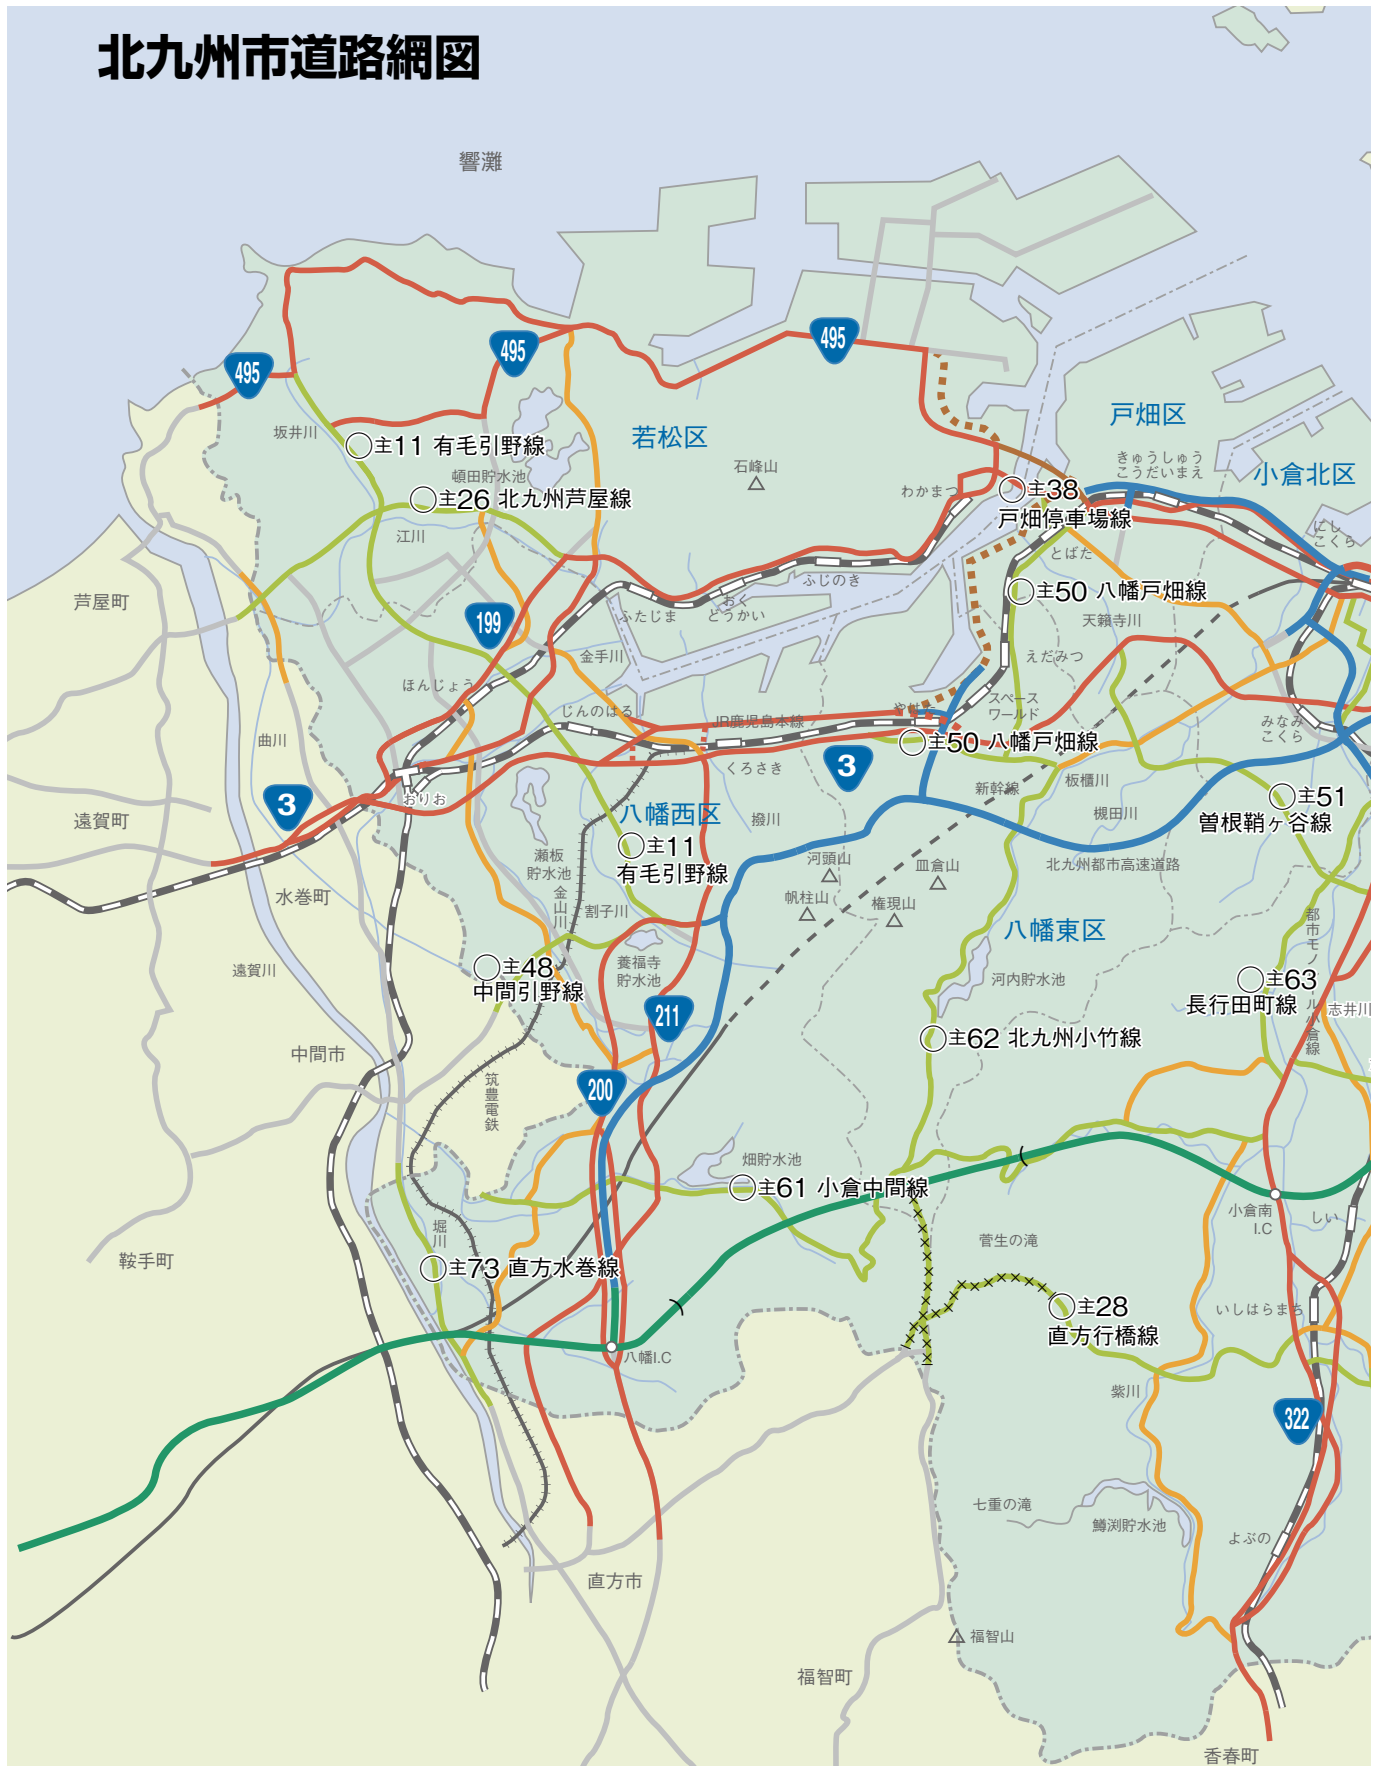 北九州市道路網図
響灘
495
495
495
若松区
戸畑区
小倉北区
坂井川
主11 有毛引野線
頓田貯水池
主26 北九州芦屋線
石峰山
わかまつ
きゅうしゅう
こうだいまえ
主38
戸畑停車場線
江川
とばた
にし
こくら
芦屋町
199
ふたじま
おく
どうかい
ふじのき
主50 八幡戸畑線
天籟寺川
金手川
えだみつ
ほんじょう
じんのはる
JR鹿児島本線
やはた
スペース
ワールド
みなみ
こくら
曲川
主50 八幡戸畑線
くろさき
3
新幹線
板櫃川
主51
曽根鞘ヶ谷線
3
おりお
遠賀町
八幡西区
撥川
槻田川
主11
有毛引野線
瀬板
貯水池
河頭山
皿倉山
北九州都市高速道路
水巻町
金山川
割子川
帆柱山
権現山
八幡東区
都市モノ
ル小倉線
主48
中間引野線
養福寺
貯水池
遠賀川
河内貯水池
主63
長行田町線
志井川
211
主62 北九州小竹線
中間市
筑豊電鉄
200
畑貯水池
主61 小倉中間線
小倉南
I.C
しい
堀川
菅生の滝
鞍手町
主73 直方水巻線
主28
直方行橋線
いしはらまち
八幡I.C
紫川
322
七重の滝
鱒渕貯水池
よぶの
直方市
福智山
福智町
香春町